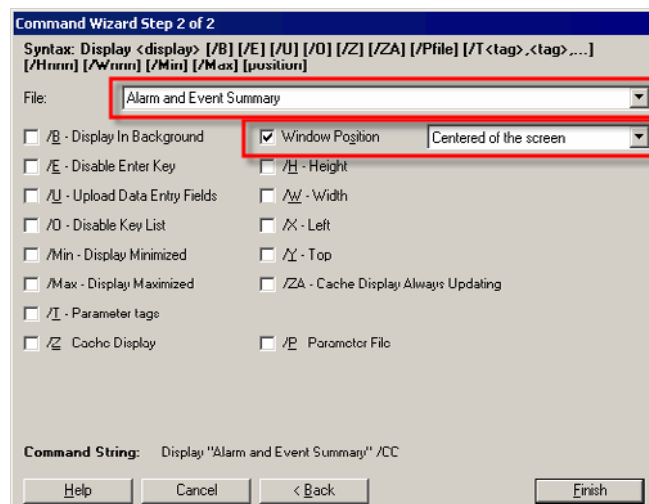 Command Wizard Step 2 of 2
Syntax: Display <display> [/B] [/E] [/U] [/O] [/Z] [/ZA] [/Pfile] [/T<tag>,<tag>,...]
[/Hnnn] [/Wnnn] [/Min] [/Max] [position]
File: Alarm and Event Summary
/B - Display In Background Window Position Centered of the screen
/E - Disable Enter Key /H - Height
/U - Upload Data Entry Fields /W - Width
/O - Disable Key List /X - Left
/Min - Display Minimized /Y - Top
/Max - Display Maximized /ZA - Cache Display Always Updating
/T - Parameter tags
/Z Cache Display /P Parameter File
Command String: Display "Alarm and Event Summary" /CC
Help Cancel < Back Finish